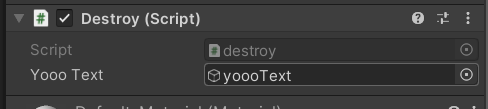 Destroy (Script)
Script destroy
Yooo Text yoooText
Default-Material (Material)